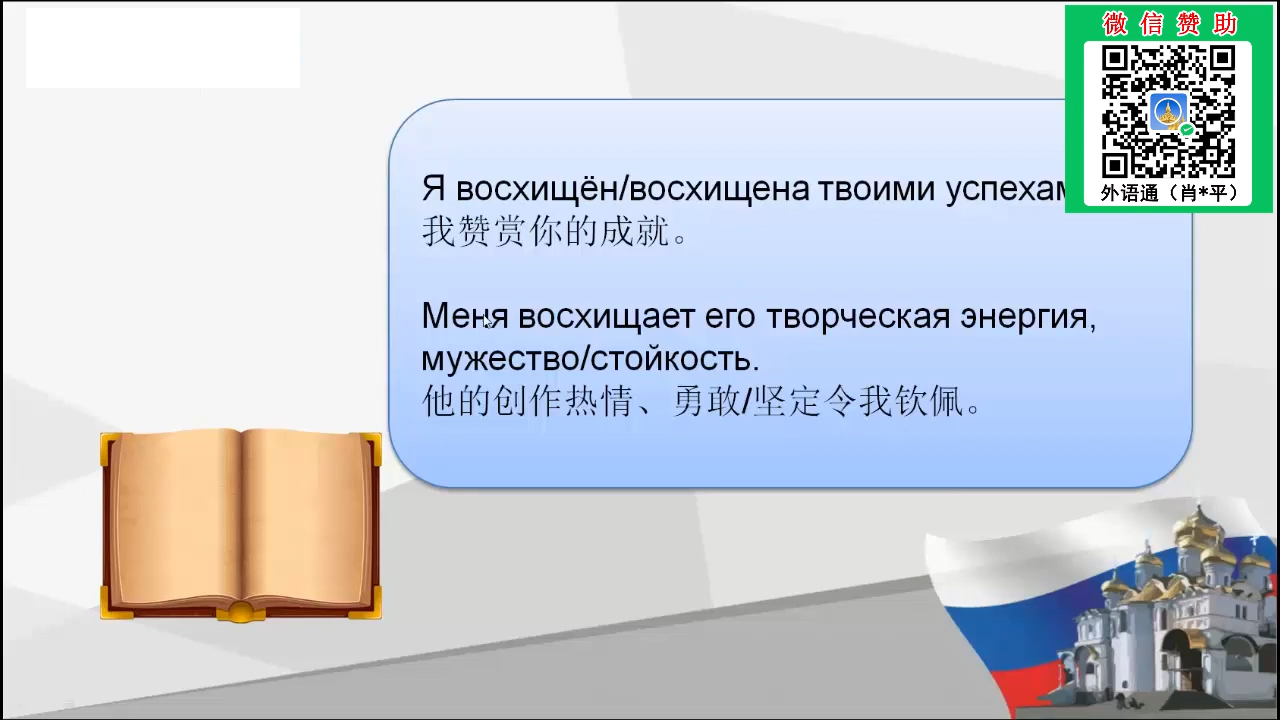 微信赞助
外语通（肖*平）
Я восхищён/восхищена твоими
我赞赏你的成就。
Меня восхищает его творческая энергия,
мужество/стойкость.
他的创作热情、勇敢/坚定令我钦佩。